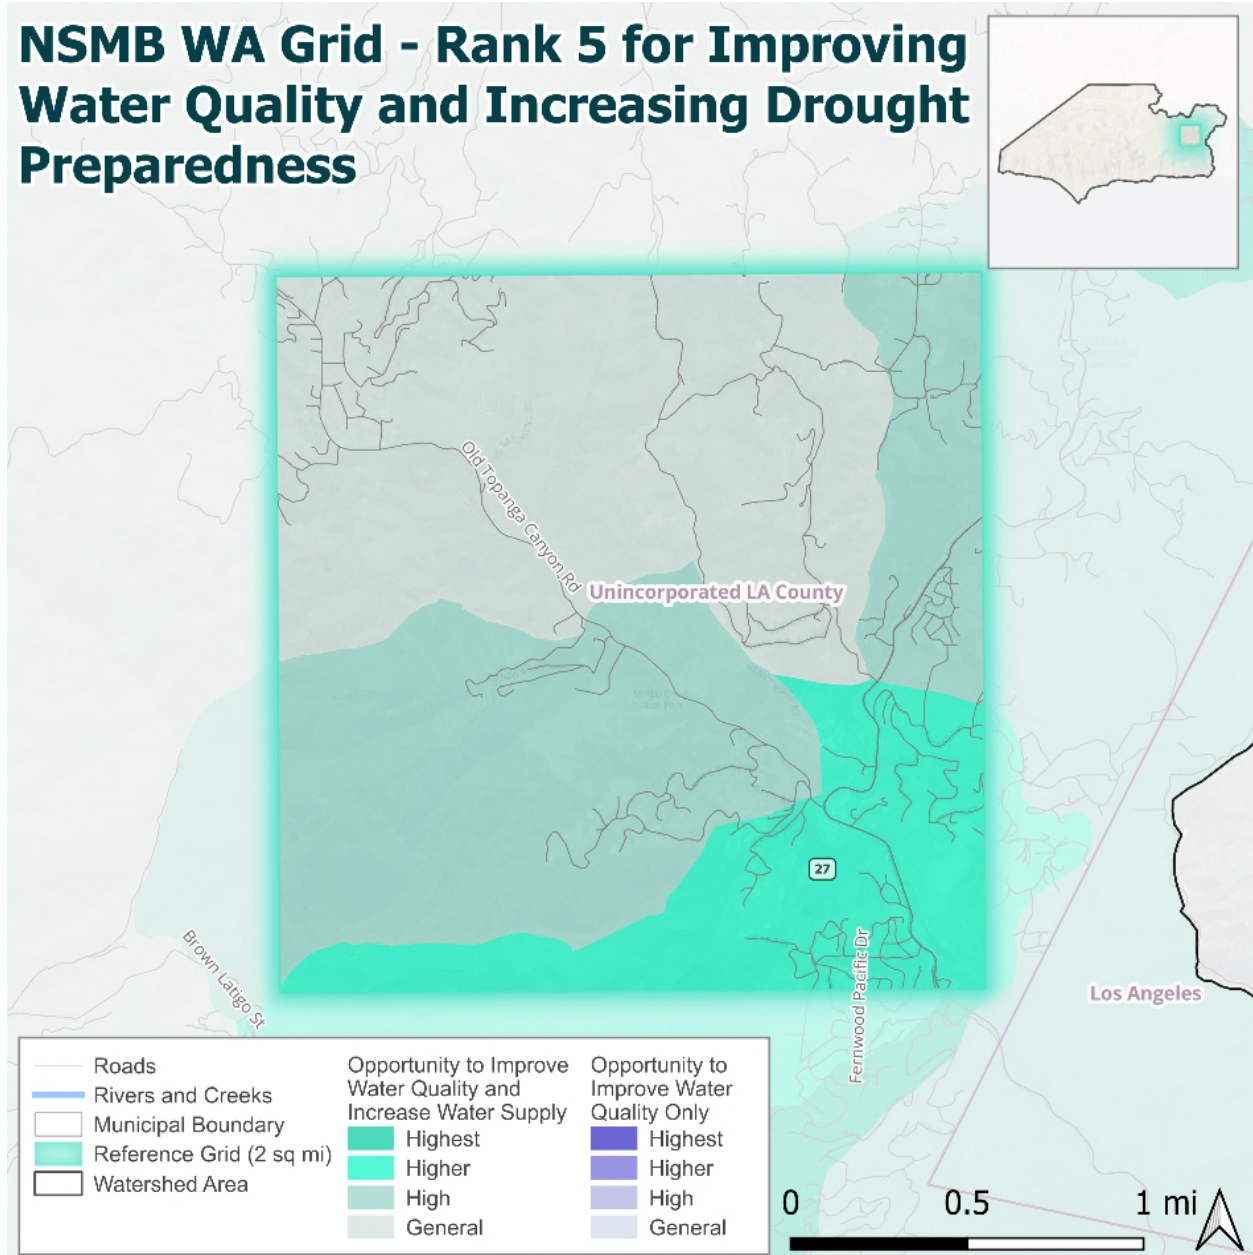 NSMB WA Grid - Rank 5 for Improving
Water Quality and Increasing Drought
Preparedness
Old Topanga Canyon Rd
Unincorporated LA County
27
Fernwood Pacific Dr
Brown Latigo St
Los Angeles
Roads
Rivers and Creeks
Municipal Boundary
Reference Grid (2 sq mi)
Watershed Area
Opportunity to Improve
Water Quality and
Increase Water Supply
Highest
Higher
High
General
Opportunity to
Improve Water
Quality Only
Highest
Higher
High
General
0 0.5 1 mi